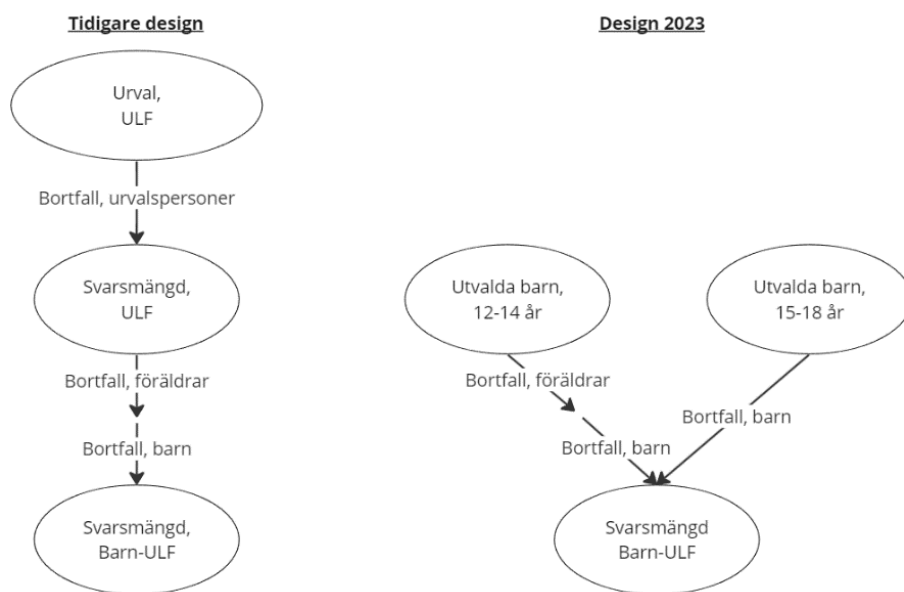 Tidigare design
Urval,
ULF
Bortfall, urvalspersoner
Svarsmängd,
ULF
Bortfall, föräldrar
Bortfall, barn
Svarsmängd,
Barn-ULF
Design 2023
Utvalda barn,
12-14 år
Utvalda barn,
15-18 år
Bortfall, föräldrar
Bortfall, barn
Bortfall, barn
Svarsmängd
Barn-ULF